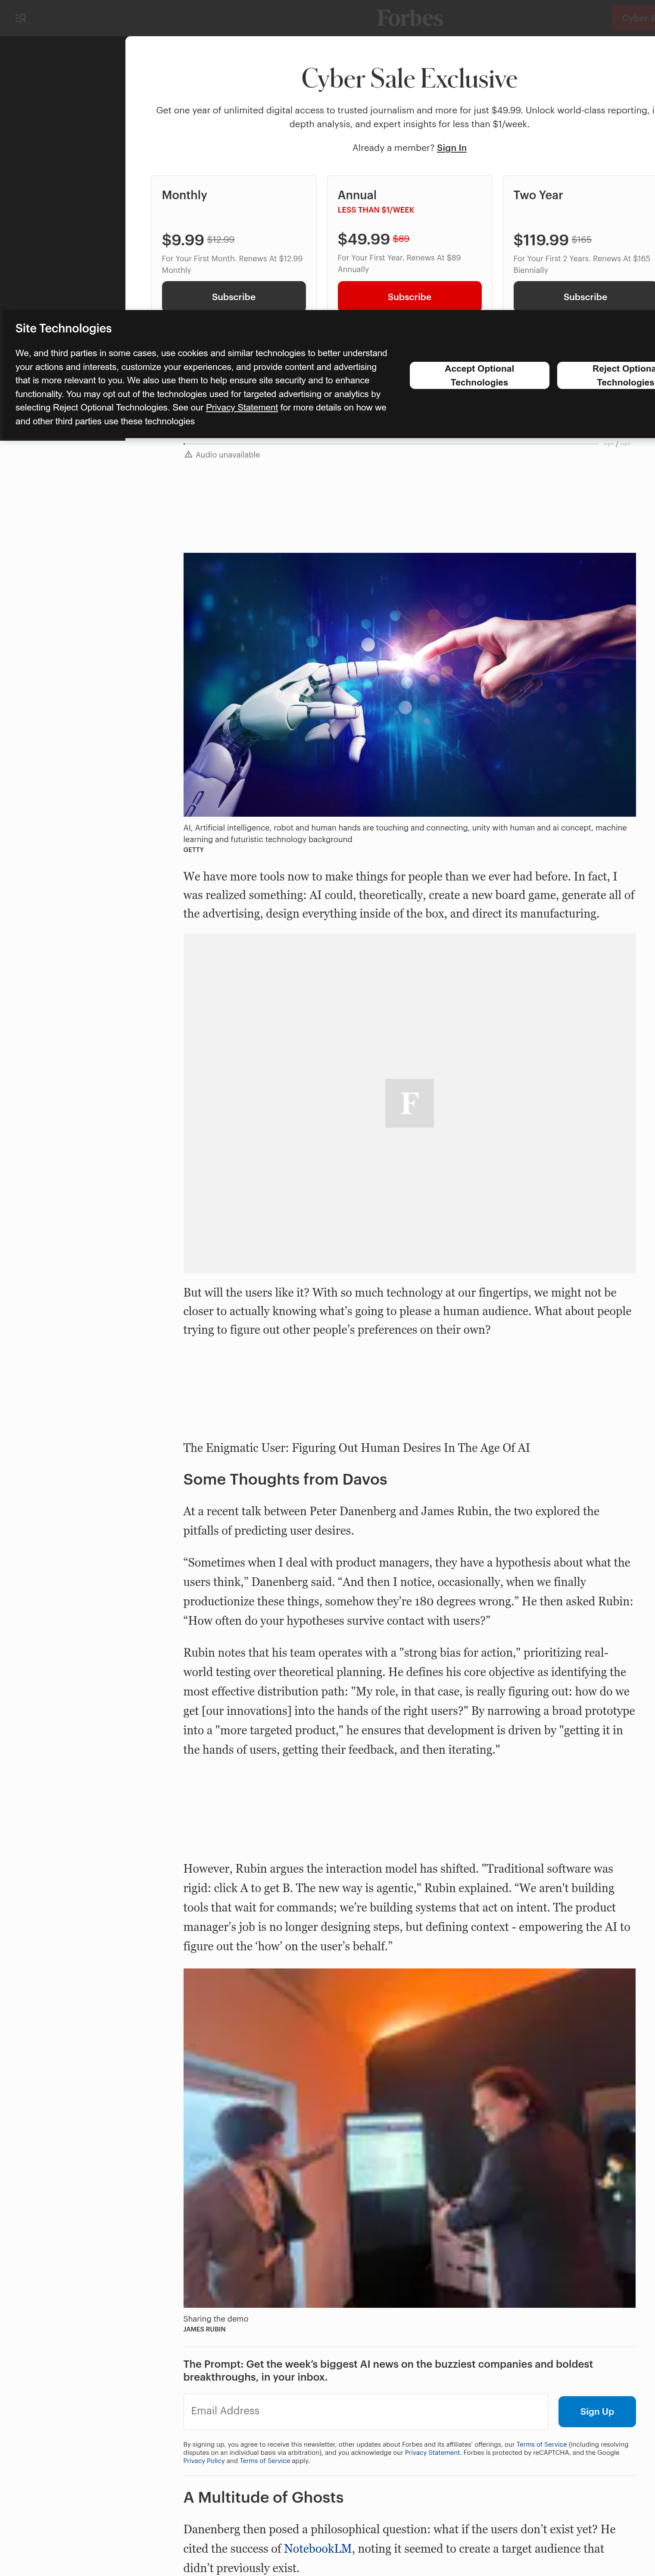 Forbes
Cyber S
Cyber Sale Exclusive
Get one year of unlimited digital access to trusted journalism and more for just $49.99. Unlock world-class reporting, i
depth analysis, and expert insights for less than $1/week.
Already a member? Sign In
Monthly
$9.99 $12.99
For Your First Month. Renews At $12.99
Monthly
Subscribe
Annual
LESS THAN $1/WEEK
$49.99 $89
For Your First Year. Renews At $89
Annually
Subscribe
Two Year
$119.99 $165
For Your First 2 Years. Renews At $165
Biennially
Subscribe
Site Technologies
We, and third parties in some cases, use cookies and similar technologies to better understand
your actions and interests, customize your experiences, and provide content and advertising
that is more relevant to you. We also use them to help ensure site security and to enhance
functionality. You may opt out of the technologies used for targeted advertising or analytics by
selecting Reject Optional Technologies. See our Privacy Statement for more details on how we
and other third parties use these technologies
Accept Optional
Technologies
Reject Optiona
Technologies
--:-- / --:--
Audio unavailable
AI, Artificial intelligence, robot and human hands are touching and connecting, unity with human and ai concept, machine
learning and futuristic technology background
GETTY
We have more tools now to make things for people than we ever had before. In fact, I
was realized something: AI could, theoretically, create a new board game, generate all of
the advertising, design everything inside of the box, and direct its manufacturing.
F
But will the users like it? With so much technology at our fingertips, we might not be
closer to actually knowing what’s going to please a human audience. What about people
trying to figure out other people’s preferences on their own?
The Enigmatic User: Figuring Out Human Desires In The Age Of AI
Some Thoughts from Davos
At a recent talk between Peter Danenberg and James Rubin, the two explored the
pitfalls of predicting user desires.
“Sometimes when I deal with product managers, they have a hypothesis about what the
users think,” Danenberg said. “And then I notice, occasionally, when we finally
productionize these things, somehow they’re 180 degrees wrong.” He then asked Rubin:
“How often do your hypotheses survive contact with users?”
Rubin notes that his team operates with a "strong bias for action," prioritizing real-
world testing over theoretical planning. He defines his core objective as identifying the
most effective distribution path: "My role, in that case, is really figuring out: how do we
get [our innovations] into the hands of the right users?" By narrowing a broad prototype
into a "more targeted product," he ensures that development is driven by "getting it in
the hands of users, getting their feedback, and then iterating."
However, Rubin argues the interaction model has shifted. "Traditional software was
rigid: click A to get B. The new way is agentic," Rubin explained. “We aren't building
tools that wait for commands; we’re building systems that act on intent. The product
manager’s job is no longer designing steps, but defining context - empowering the AI to
figure out the ‘how’ on the user’s behalf.”
Sharing the demo
JAMES RUBIN
The Prompt: Get the week’s biggest AI news on the buzziest companies and boldest
breakthroughs, in your inbox.
Email Address
Sign Up
By signing up, you agree to receive this newsletter, other updates about Forbes and its affiliates’ offerings, our Terms of Service (including resolving
disputes on an individual basis via arbitration), and you acknowledge our Privacy Statement. Forbes is protected by reCAPTCHA, and the Google
Privacy Policy and Terms of Service apply.
A Multitude of Ghosts
Danenberg then posed a philosophical question: what if the users don’t exist yet? He
cited the success of NotebookLM, noting it seemed to create a target audience that
didn’t previously exist.